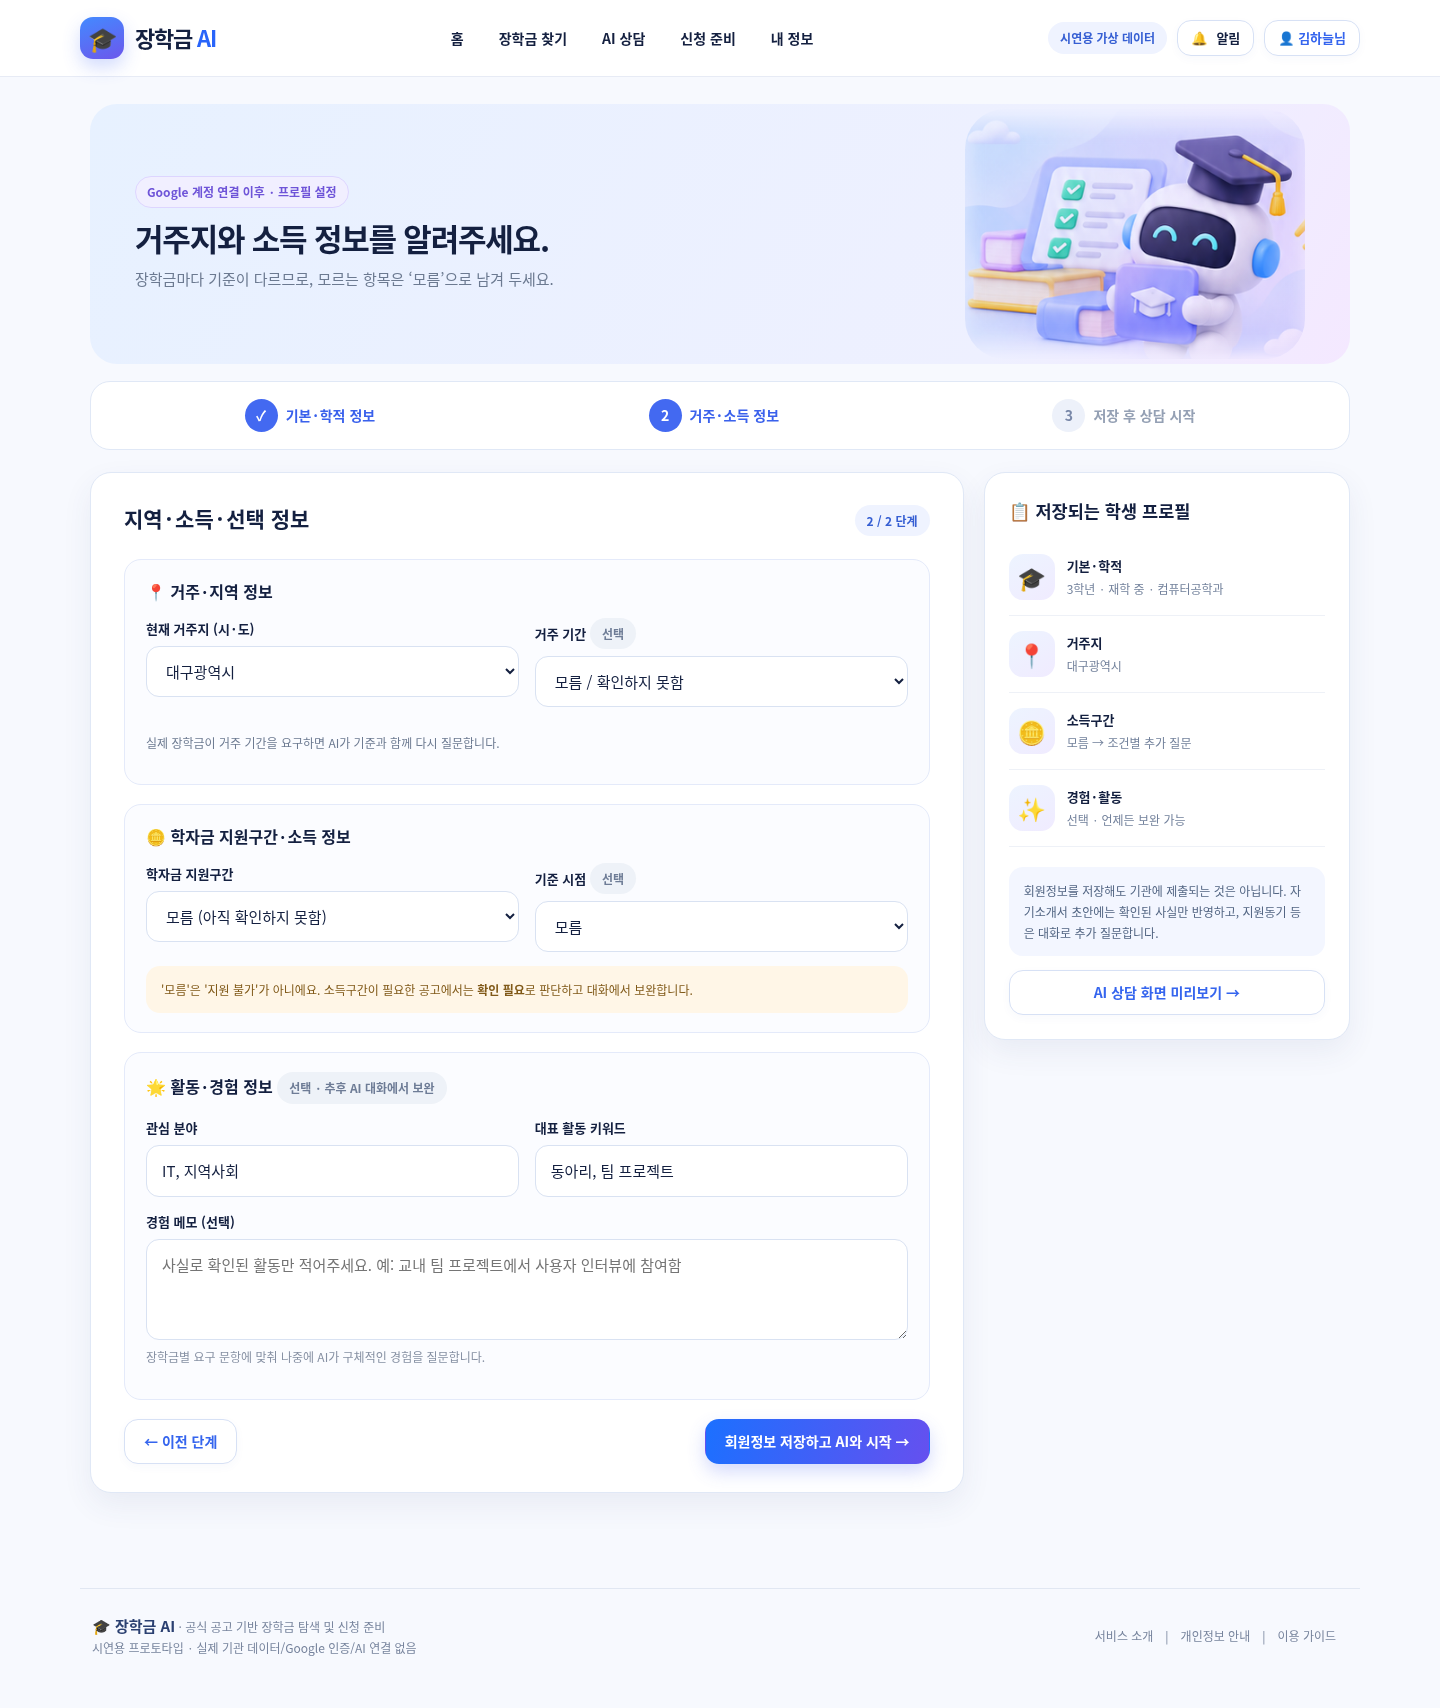 🎓 장학금 AI
홈
장학금 찾기
AI 상담
신청 준비
내 정보
시연용 가상 데이터
🔔 알림
👤 김하늘님
Google 계정 연결 이후 · 프로필 설정
거주지와 소득 정보를 알려주세요.
장학금마다 기준이 다르므로, 모르는 항목은 ‘모름’으로 남겨 두세요.
✓ 기본·학적 정보
2 거주·소득 정보
3 저장 후 상담 시작
지역·소득·선택 정보
2 / 2 단계
📍 거주·지역 정보
현재 거주지 (시·도)
대구광역시
거주 기간 선택
모름 / 확인하지 못함
실제 장학금이 거주 기간을 요구하면 AI가 기준과 함께 다시 질문합니다.
🪙 학자금 지원구간·소득 정보
학자금 지원구간
모름 (아직 확인하지 못함)
기준 시점 선택
모름
'모름'은 '지원 불가'가 아니에요. 소득구간이 필요한 공고에서는 확인 필요로 판단하고 대화에서 보완합니다.
🌟 활동·경험 정보 선택 · 추후 AI 대화에서 보완
관심 분야
IT, 지역사회
대표 활동 키워드
동아리, 팀 프로젝트
경험 메모 (선택)
사실로 확인된 활동만 적어주세요. 예: 교내 팀 프로젝트에서 사용자 인터뷰에 참여함
장학금별 요구 문항에 맞춰 나중에 AI가 구체적인 경험을 질문합니다.
← 이전 단계
회원정보 저장하고 AI와 시작 →
📋 저장되는 학생 프로필
🎓 기본·학적
3학년 · 재학 중 · 컴퓨터공학과
📍 거주지
대구광역시
🪙 소득구간
모름 → 조건별 추가 질문
✨ 경험·활동
선택 · 언제든 보완 가능
회원정보를 저장해도 기관에 제출되는 것은 아닙니다. 자
기소개서 초안에는 확인된 사실만 반영하고, 지원동기 등
은 대화로 추가 질문합니다.
AI 상담 화면 미리보기 →
🎓 장학금 AI · 공식 공고 기반 장학금 탐색 및 신청 준비
시연용 프로토타입 · 실제 기관 데이터/Google 인증/AI 연결 없음
서비스 소개 | 개인정보 안내 | 이용 가이드